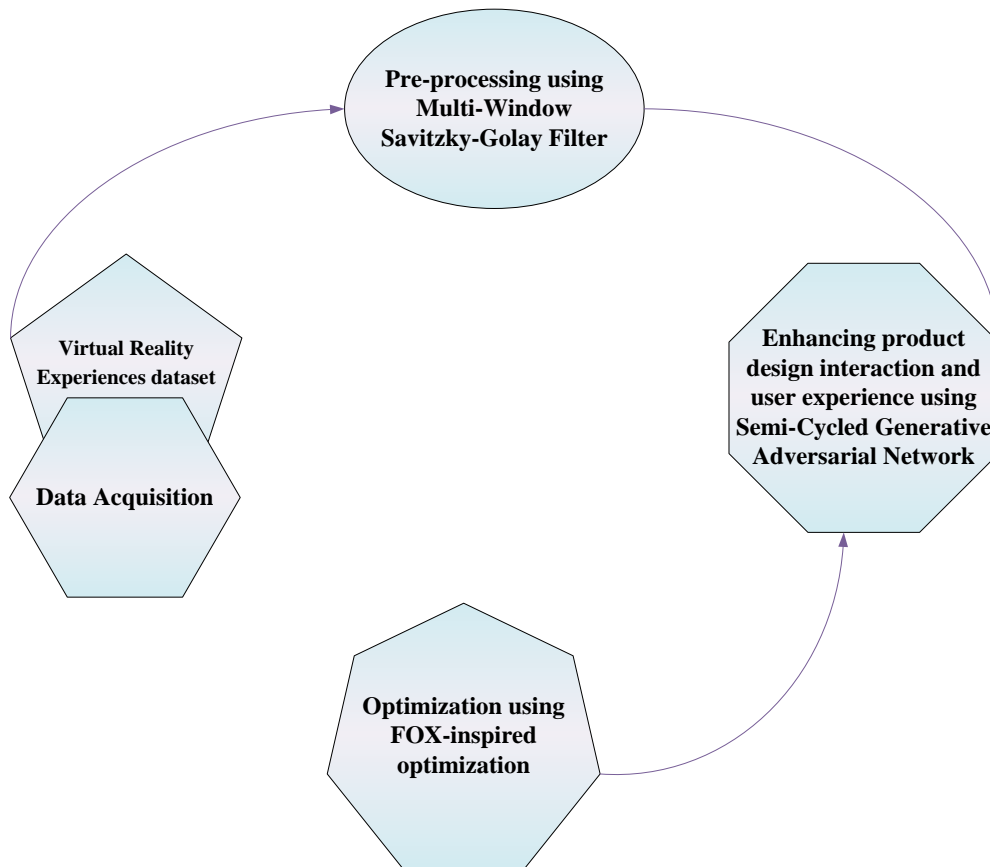 Pre-processing using
Multi-Window
Savitzky-Golay Filter
Virtual Reality
Experiences dataset
Data Acquisition
Enhancing product
design interaction and
user experience using
Semi-Cycled Generative
Adversarial Network
Optimization using
FOX-inspired
optimization